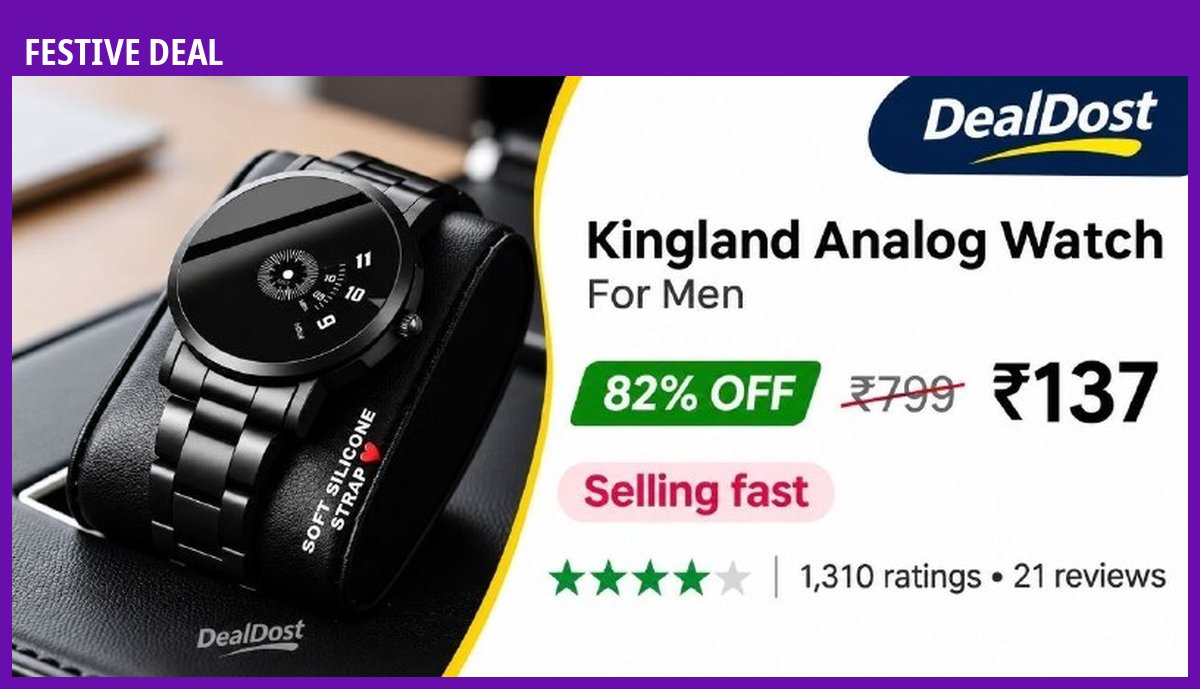 FESTIVE DEAL
DealDost
Kingland Analog Watch
For Men
82% OFF ₹799 ₹137
Selling fast
1,310 ratings • 21 reviews
11
10
9
10
SOFT SILICONE
STRAP ❤
DealDost